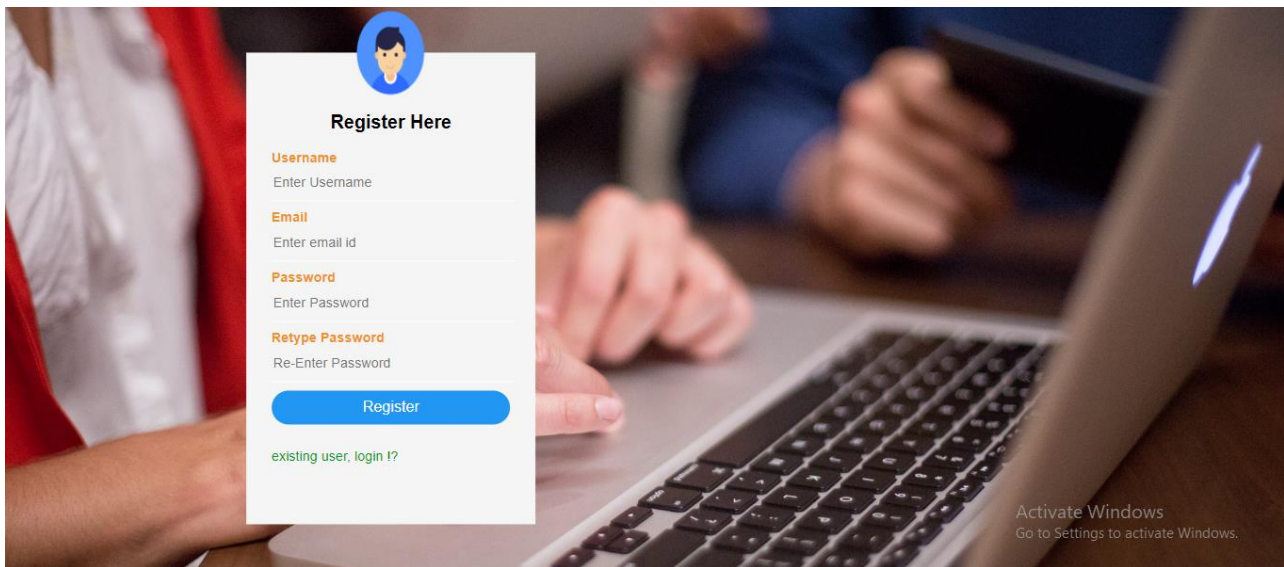 Register Here
Username
Enter Username
Email
Enter email id
Password
Enter Password
Retype Password
Re-Enter Password
Register
existing user, login !?
Activate Windows
Go to Settings to activate Windows.